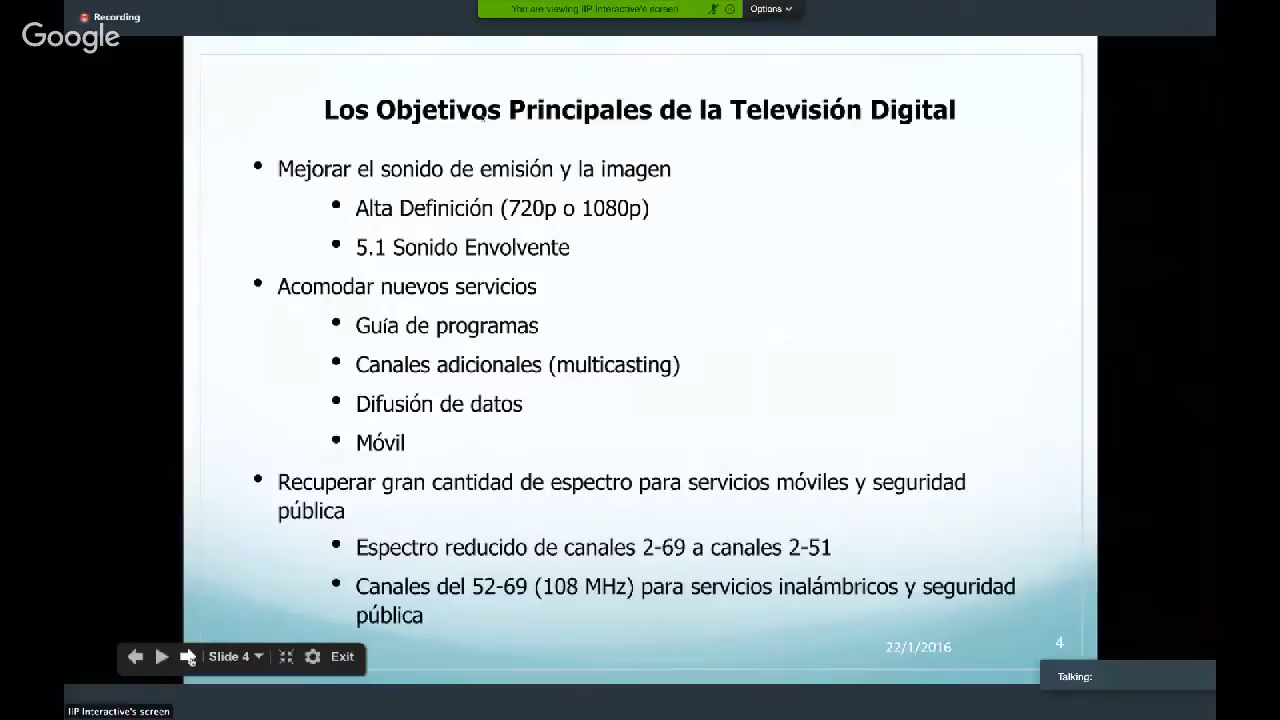 Recording
You are viewing IIP Interactive's screen
Options
Google
Los Objetivos Principales de la Televisión Digital
• Mejorar el sonido de emisión y la imagen
• Alta Definición (720p o 1080p)
• 5.1 Sonido Envolvente
• Acomodar nuevos servicios
• Guía de programas
• Canales adicionales (multicasting)
• Difusión de datos
• Móvil
• Recuperar gran cantidad de espectro para servicios móviles y seguridad
pública
• Espectro reducido de canales 2-69 a canales 2-51
• Canales del 52-69 (108 MHz) para servicios inalámbricos y seguridad
pública
22/1/2016
4
Slide 4
Exit
Talking:
IIP Interactive's screen